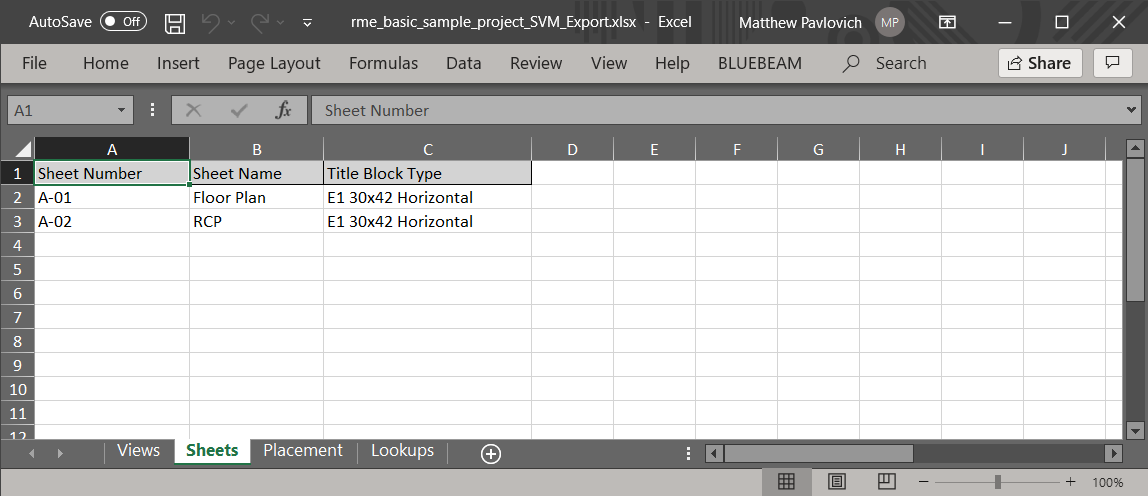 AutoSave Off rme_basic_sample_project_SVM_Export.xlsx - Excel Matthew Pavlovich MP
File Home Insert Page Layout Formulas Data Review View Help BLUEBEAM Search Share
A1 fx Sheet Number
A B C D E F G H I J
1 Sheet Number Sheet Name Title Block Type
2 A-01 Floor Plan E1 30x42 Horizontal
3 A-02 RCP E1 30x42 Horizontal
4
5
6
7
8
9
10
11
12
Views Sheets Placement Lookups
100%